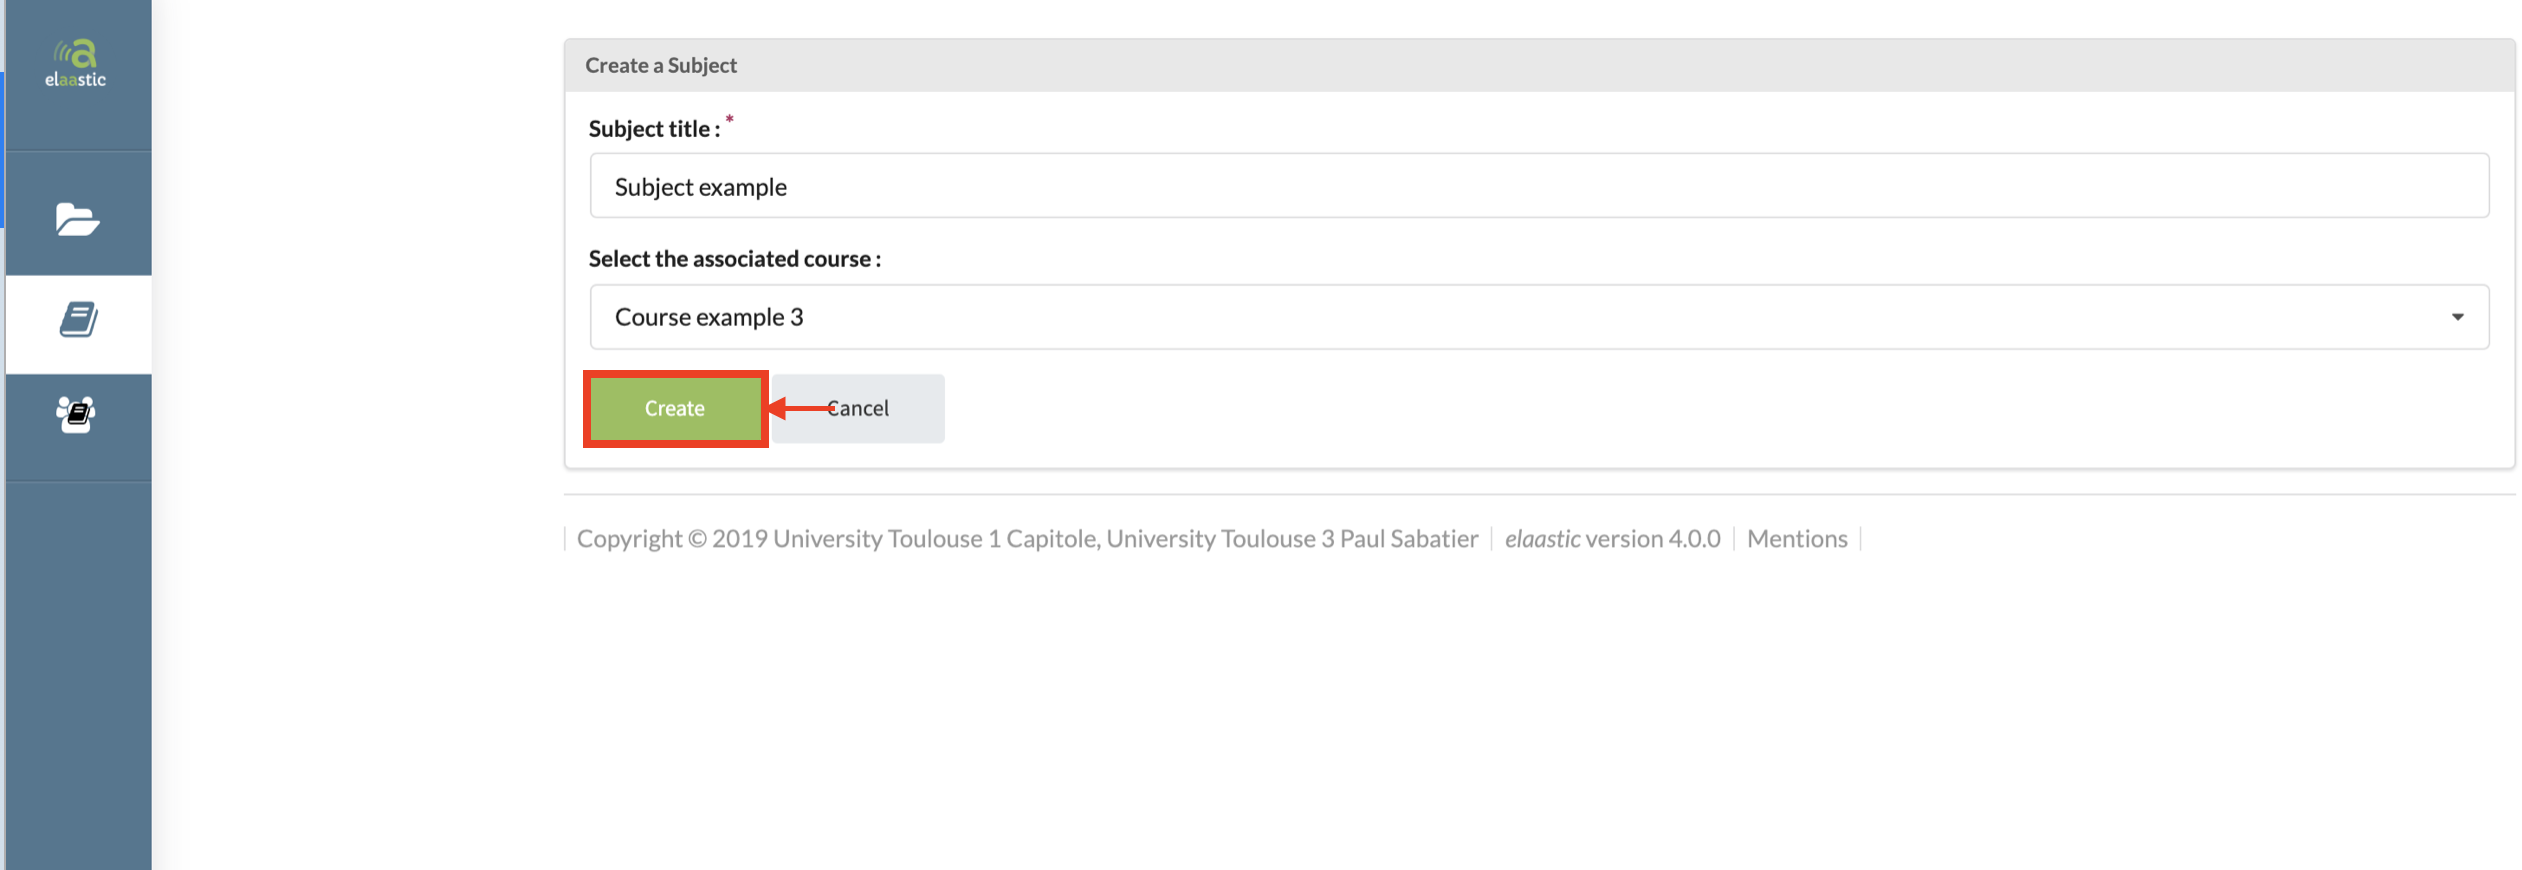 elaastic
Create a Subject
Subject title : *
Subject example
Select the associated course :
Course example 3
Create
Cancel
Copyright © 2019 University Toulouse 1 Capitole, University Toulouse 3 Paul Sabatier | elaastic version 4.0.0 | Mentions